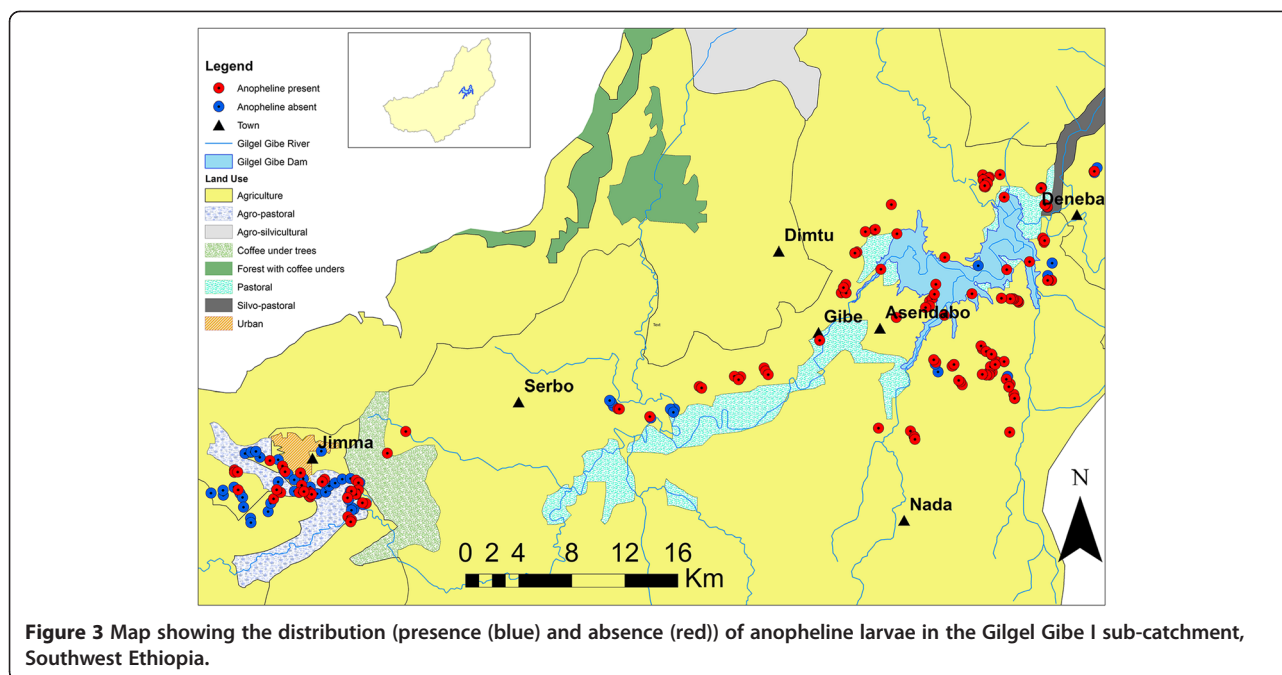 Legend
Anopheline present
Anopheline absent
Town
Gilgel Gibe River
Gilgel Gibe Dam
Land Use
Agriculture
Agro-pastoral
Agro-silvicultural
Coffee under trees
Forest with coffee unders
Pastoral
Silvo-pastoral
Urban
Deneba
Dimtu
Gibe
Asendabo
Text
Serbo
Jimma
Nada
N
0 2 4 8 12 16
Km
Figure 3 Map showing the distribution (presence (blue) and absence (red)) of anopheline larvae in the Gilgel Gibe I sub-catchment,
Southwest Ethiopia.